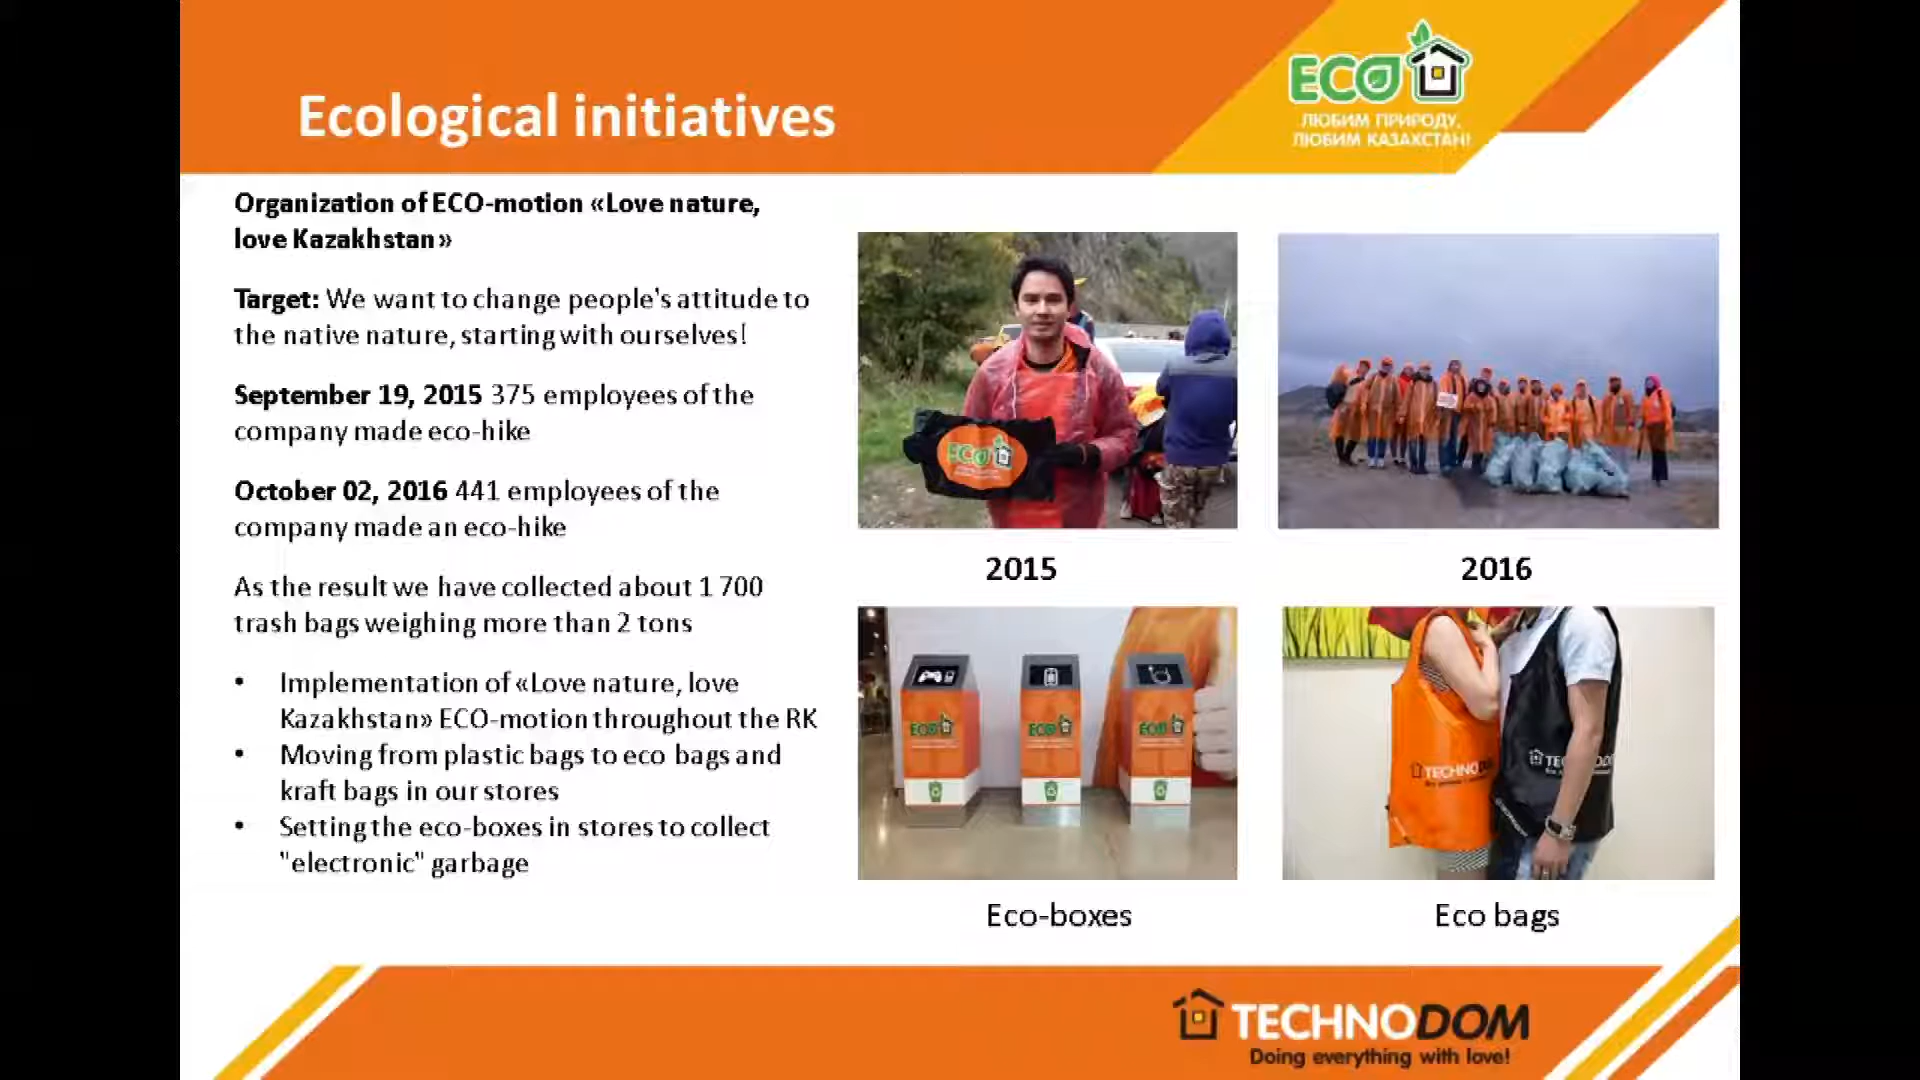 Ecological initiatives
ECO
ЛЮБИМ ПРИРОДУ,
ЛЮБИМ КАЗАХСТАН!
Organization of ECO-motion «Love nature,
love Kazakhstan»
Target: We want to change people's attitude to
the native nature, starting with ourselves!
September 19, 2015 375 employees of the
company made eco-hike
October 02, 2016 441 employees of the
company made an eco-hike
As the result we have collected about 1 700
trash bags weighing more than 2 tons
• Implementation of «Love nature, love
Kazakhstan» ECO-motion throughout the RK
• Moving from plastic bags to eco bags and
kraft bags in our stores
• Setting the eco-boxes in stores to collect
"electronic" garbage
ECO
2015
2016
ECO
ECO
ECO
TECHNO
Eco-boxes
Eco bags
TECHNODOM
Doing everything with love!